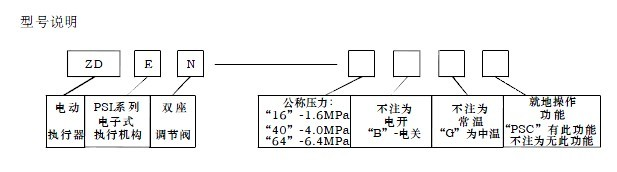 型号说明
ZD E N
电动
执行器
PSL系列
电子式
执行机构
双座
调节阀
公称压力:
“16”-1.6MPa
“40”-4.0MPa
“64”-6.4MPa
不注为
电开
“B”-电关
不注为
常温
“G”为中温
就地操作
功能
“PSC”有此功能
不注为无此功能